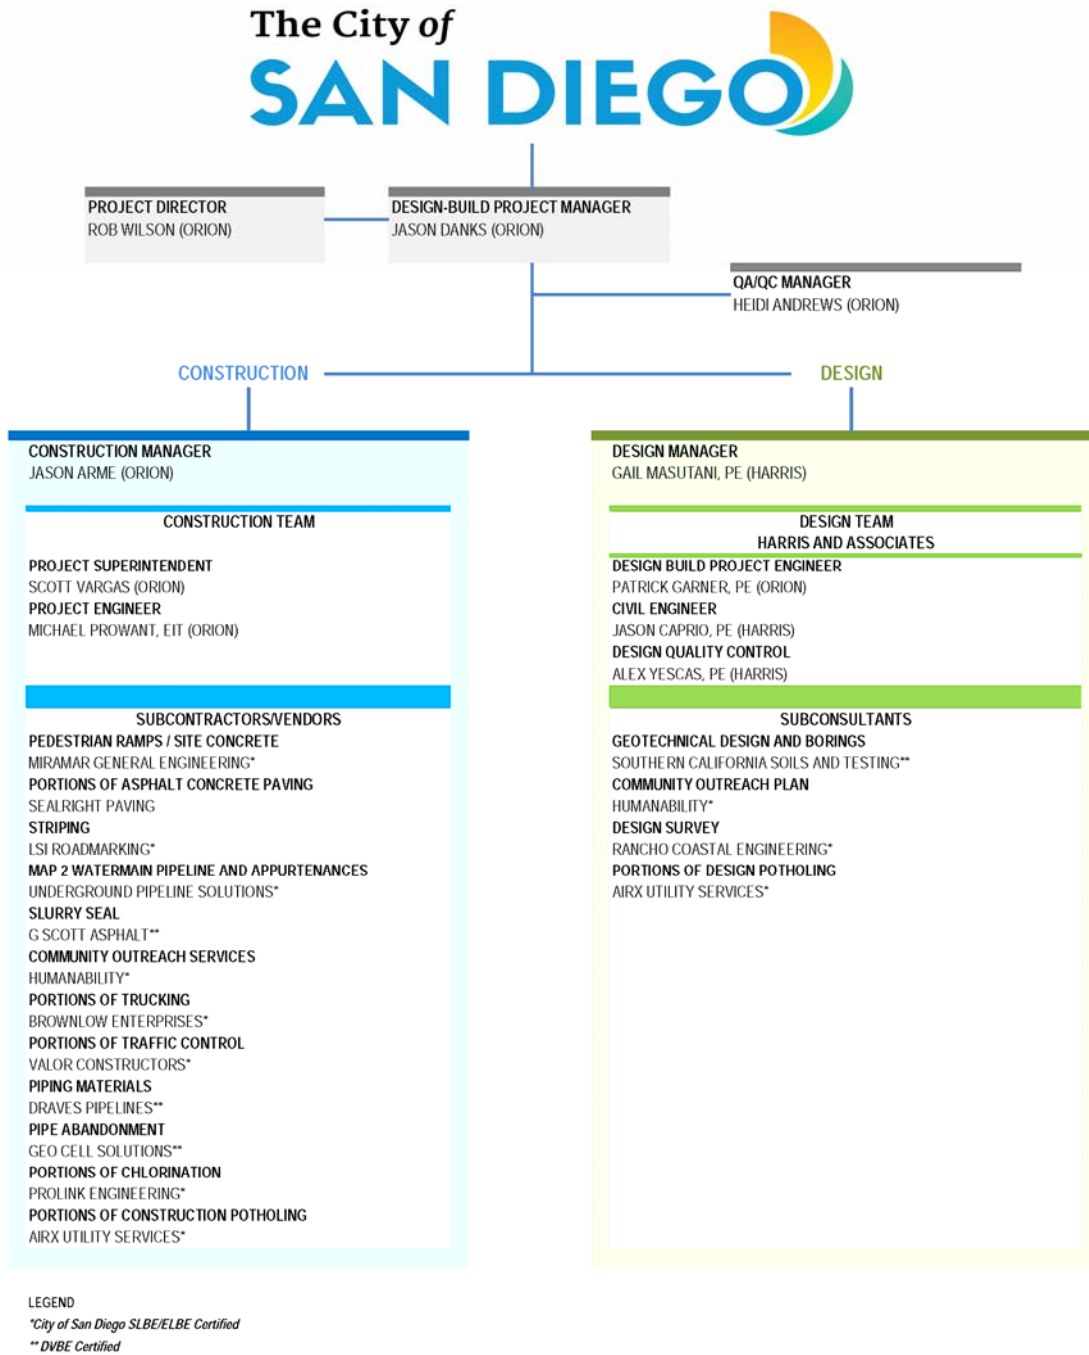 The City of
SAN DIEGO
PROJECT DIRECTOR
ROB WILSON (ORION)
DESIGN-BUILD PROJECT MANAGER
JASON DANKS (ORION)
QA/QC MANAGER
HEIDI ANDREWS (ORION)
CONSTRUCTION
DESIGN
CONSTRUCTION MANAGER
JASON ARME (ORION)
CONSTRUCTION TEAM
PROJECT SUPERINTENDENT
SCOTT VARGAS (ORION)
PROJECT ENGINEER
MICHAEL PROWANT, EIT (ORION)
SUBCONTRACTORS/VENDORS
PEDESTRIAN RAMPS / SITE CONCRETE
MIRAMAR GENERAL ENGINEERING*
PORTIONS OF ASPHALT CONCRETE PAVING
SEALRIGHT PAVING
STRIPING
LSI ROADMARKING*
MAP 2 WATERMAIN PIPELINE AND APPURTENANCES
UNDERGROUND PIPELINE SOLUTIONS*
SLURRY SEAL
G SCOTT ASPHALT**
COMMUNITY OUTREACH SERVICES
HUMANABILITY*
PORTIONS OF TRUCKING
BROWNLOW ENTERPRISES*
PORTIONS OF TRAFFIC CONTROL
VALOR CONSTRUCTORS*
PIPING MATERIALS
DRAVES PIPELINES**
PIPE ABANDONMENT
GEO CELL SOLUTIONS**
PORTIONS OF CHLORINATION
PROLINK ENGINEERING*
PORTIONS OF CONSTRUCTION POTHOLING
AIRX UTILITY SERVICES*
DESIGN MANAGER
GAIL MASUTANI, PE (HARRIS)
DESIGN TEAM
HARRIS AND ASSOCIATES
DESIGN BUILD PROJECT ENGINEER
PATRICK GARNER, PE (ORION)
CIVIL ENGINEER
JASON CAPRIO, PE (HARRIS)
DESIGN QUALITY CONTROL
ALEX YESCAS, PE (HARRIS)
SUBCONSULTANTS
GEOTECHNICAL DESIGN AND BORINGS
SOUTHERN CALIFORNIA SOILS AND TESTING**
COMMUNITY OUTREACH PLAN
HUMANABILITY*
DESIGN SURVEY
RANCHO COASTAL ENGINEERING*
PORTIONS OF DESIGN POTHOLING
AIRX UTILITY SERVICES*
LEGEND
*City of San Diego SLBE/ELBE Certified
** DVBE Certified